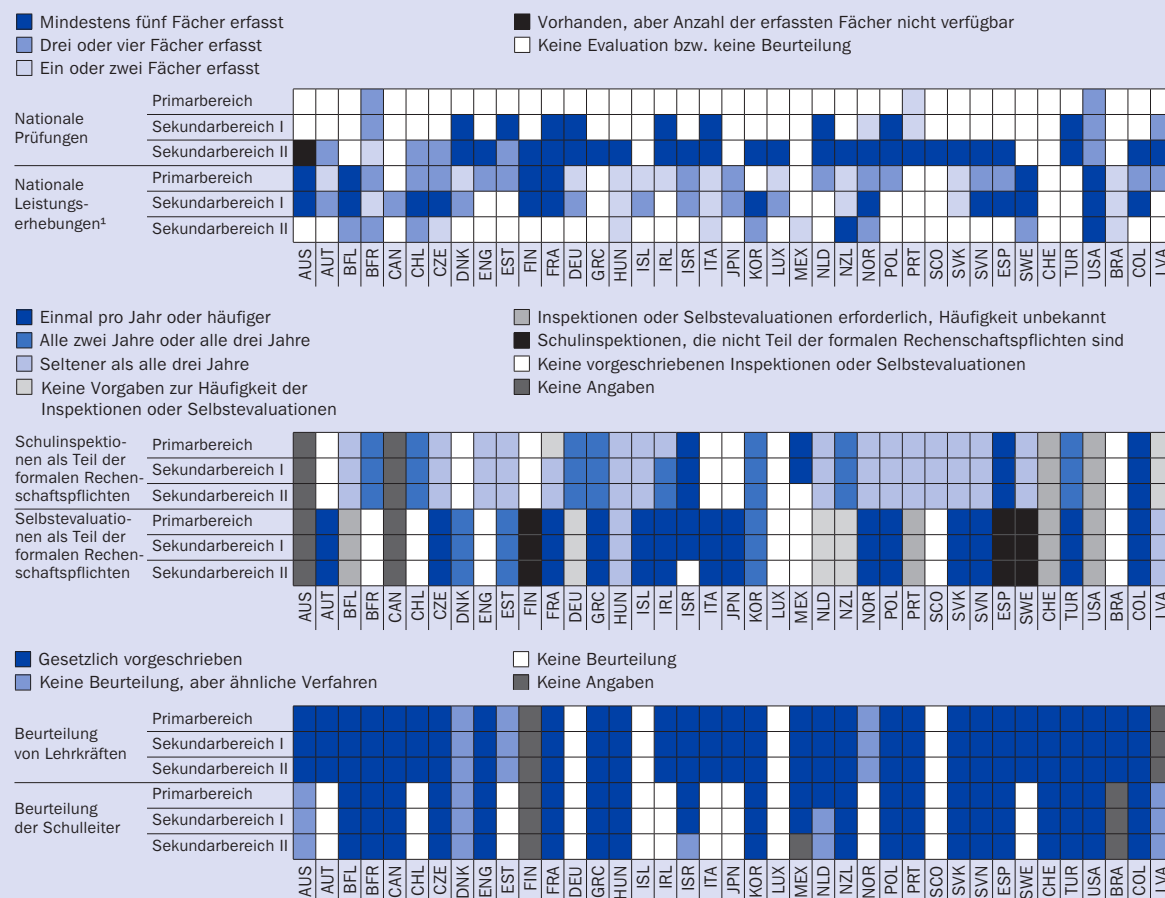 Mindestens fünf Fächer erfasst
Drei oder vier Fächer erfasst
Ein oder zwei Fächer erfasst
Vorhanden, aber Anzahl der erfassten Fächer nicht verfügbar
Keine Evaluation bzw. keine Beurteilung
Nationale
Prüfungen
Primarbereich
Sekundarbereich I
Sekundarbereich II
Nationale
Leistungs-
erhebungen¹
Primarbereich
Sekundarbereich I
Sekundarbereich II
AUS AUT BFL BFR CAN CHL CZE DNK ENG EST FIN FRA DEU GRC HUN ISL IRL ISR ITA JPN KOR LUX MEX NLD NZL NOR POL PRT SCO SVK SVN ESP SWE CHE TUR USA BRA COL LVA
Einmal pro Jahr oder häufiger
Alle zwei Jahre oder alle drei Jahre
Seltener als alle drei Jahre
Keine Vorgaben zur Häufigkeit der
Inspektionen oder Selbstevaluationen
Inspektionen oder Selbstevaluationen erforderlich, Häufigkeit unbekannt
Schulinspektionen, die nicht Teil der formalen Rechenschaftspflichten sind
Keine vorgeschriebenen Inspektionen oder Selbstevaluationen
Keine Angaben
Schulinspektio-
nen als Teil der
formalen Rechen-
schaftspflichten
Primarbereich
Sekundarbereich I
Sekundarbereich II
Selbstevaluatio-
nen als Teil der
formalen Rechen-
schaftspflichten
Primarbereich
Sekundarbereich I
Sekundarbereich II
AUS AUT BFL BFR CAN CHL CZE DNK ENG EST FIN FRA DEU GRC HUN ISL IRL ISR ITA JPN KOR LUX MEX NLD NZL NOR POL PRT SCO SVK SVN ESP SWE CHE TUR USA BRA COL LVA
Gesetzlich vorgeschrieben
Keine Beurteilung, aber ähnliche Verfahren
Keine Beurteilung
Keine Angaben
Beurteilung
von Lehrkräften
Primarbereich
Sekundarbereich I
Sekundarbereich II
Beurteilung
der Schulleiter
Primarbereich
Sekundarbereich I
Sekundarbereich II
AUS AUT BFL BFR CAN CHL CZE DNK ENG EST FIN FRA DEU GRC HUN ISL IRL ISR ITA JPN KOR LUX MEX NLD NZL NOR POL PRT SCO SVK SVN ESP SWE CHE TUR USA BRA COL LVA